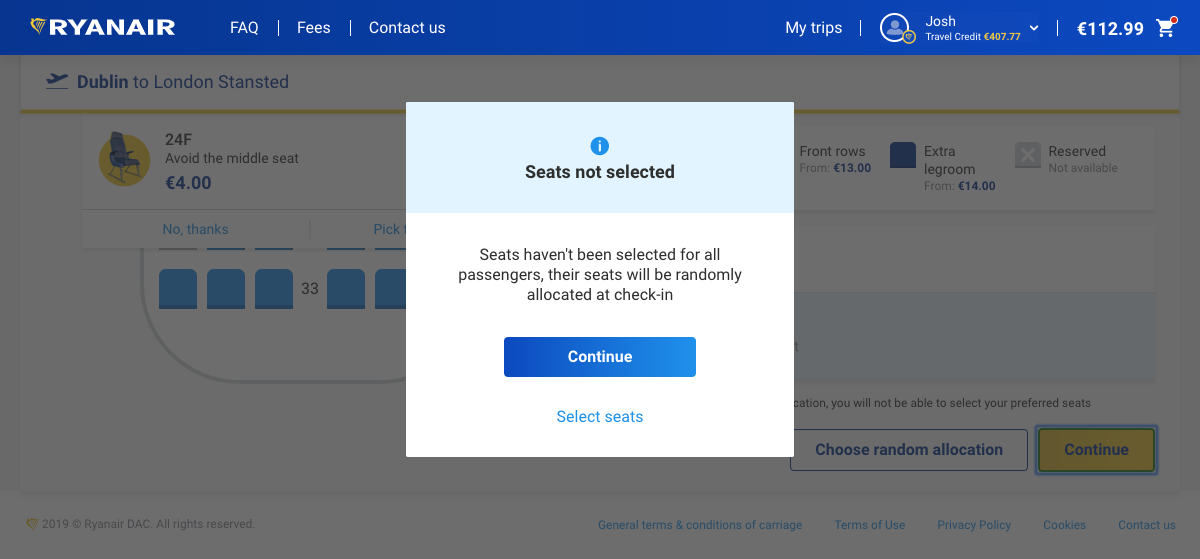 RYANAIR
FAQ
Fees
Contact us
My trips
Josh
Travel Credit €407.77
€112.99
Dublin to London Stansted
24F
Avoid the middle seat
€4.00
No, thanks
Pick t
Front rows
From: €13.00
Extra
legroom
From: €14.00
Reserved
Not available
33
Seats not selected
Seats haven't been selected for all
passengers, their seats will be randomly
allocated at check-in
Continue
Select seats
cation, you will not be able to select your preferred seats
Choose random allocation
Continue
2019 © Ryanair DAC. All rights reserved.
General terms & conditions of carriage
Terms of Use
Privacy Policy
Cookies
Contact us